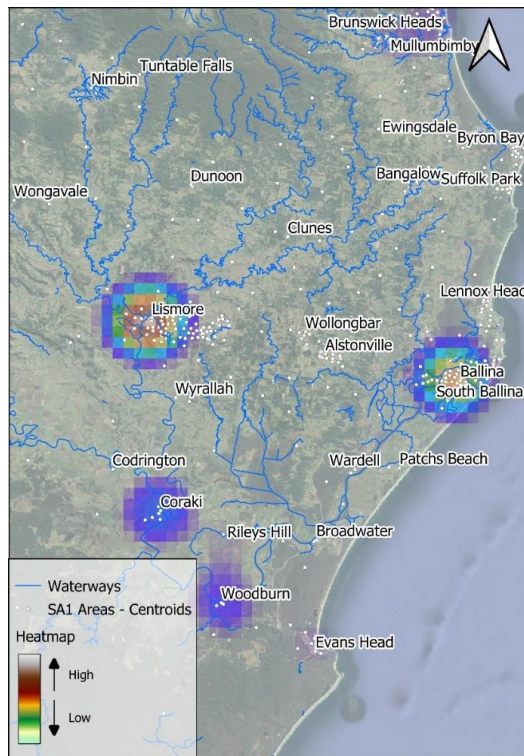 Brunswick Heads
Mullumbimby
Tuntable Falls
Nimbin
Ewingsdale
Byron Bay
Dunoon
Bangalow
Suffolk Park
Wongavale
Clunes
Lennox Head
Lismore
Wollongbar
Alstonville
Ballina
South Ballina
Wyrallah
Codrington
Wardell
Patchs Beach
Coraki
Rileys Hill
Broadwater
Woodburn
Evans Head
Waterways
SA1 Areas - Centroids
Heatmap
High
Low